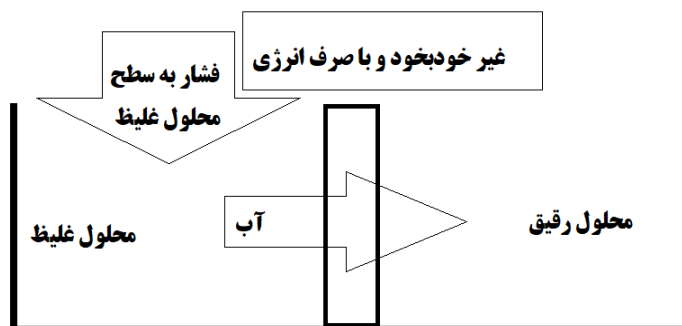 غیر خودبخود و با صرف انرژی
فشار به سطح
محلول غلیظ
محلول رقیق
آب
محلول غلیظ